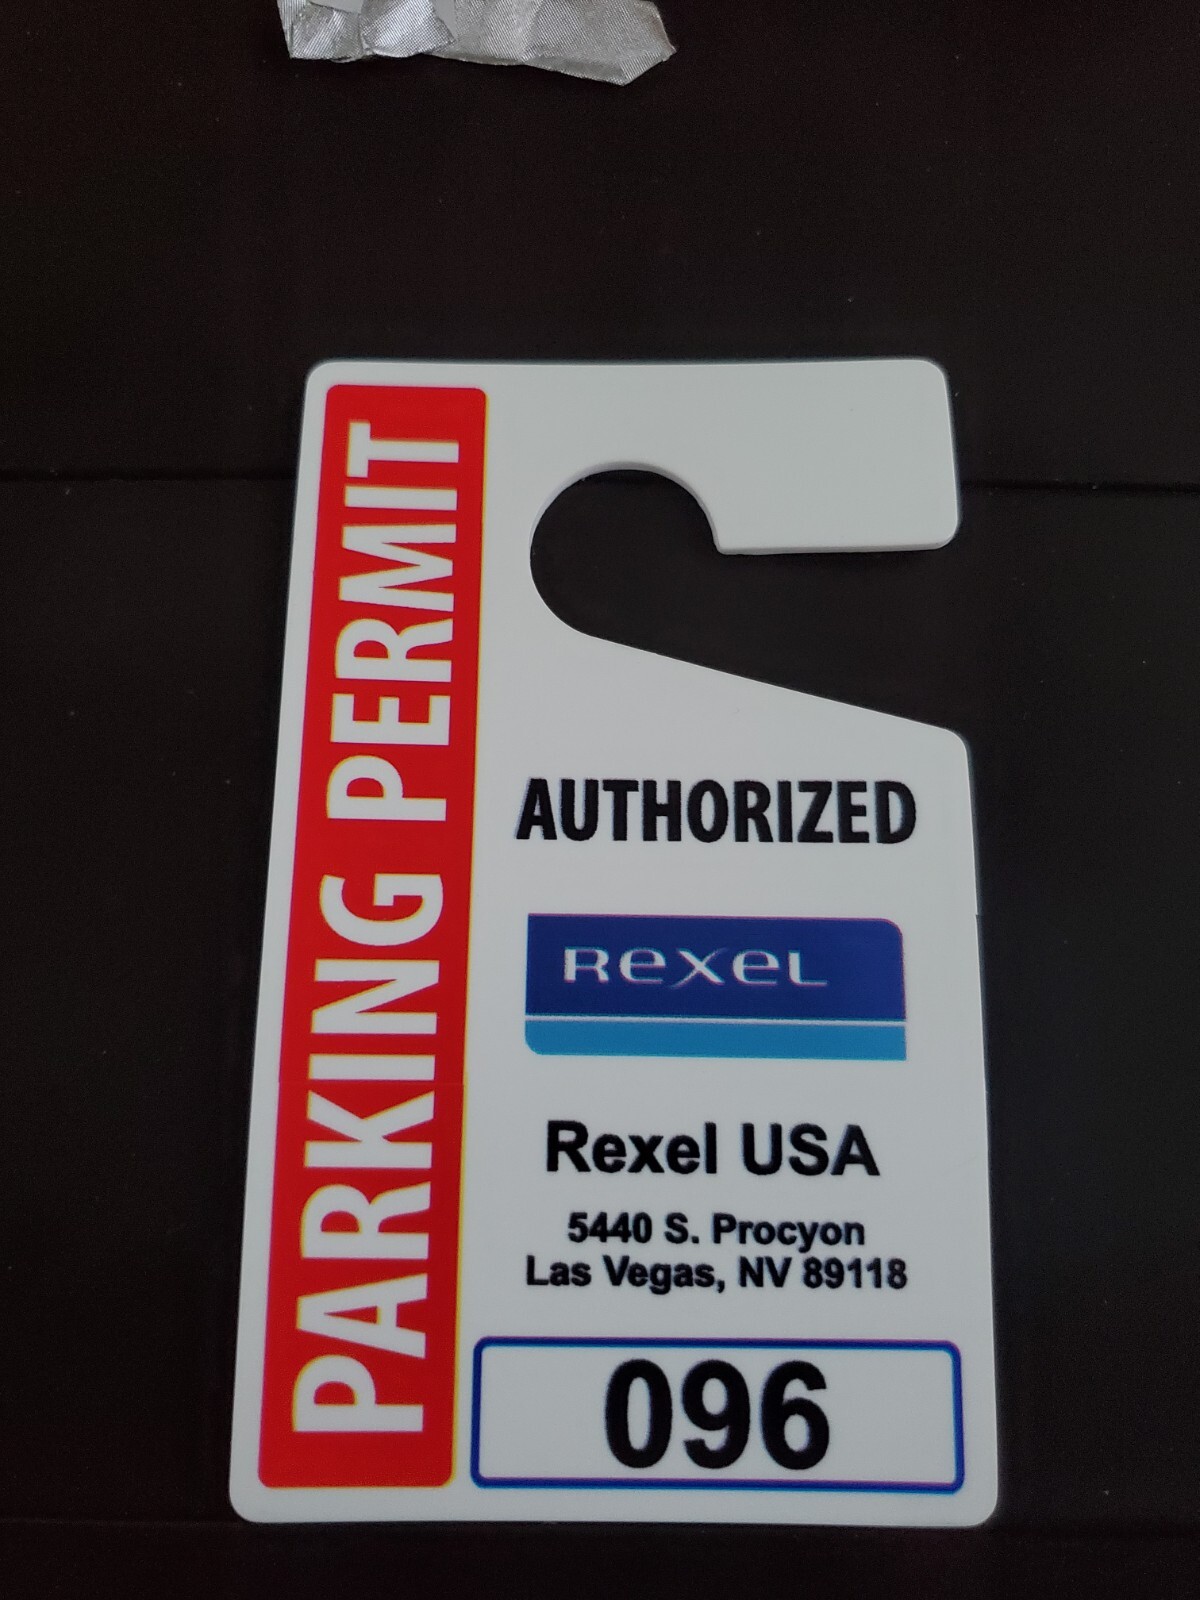 PARKING PERMIT
AUTHORIZED
REXEL
Rexel USA
5440 S. Procyon
Las Vegas, NV 89118
096